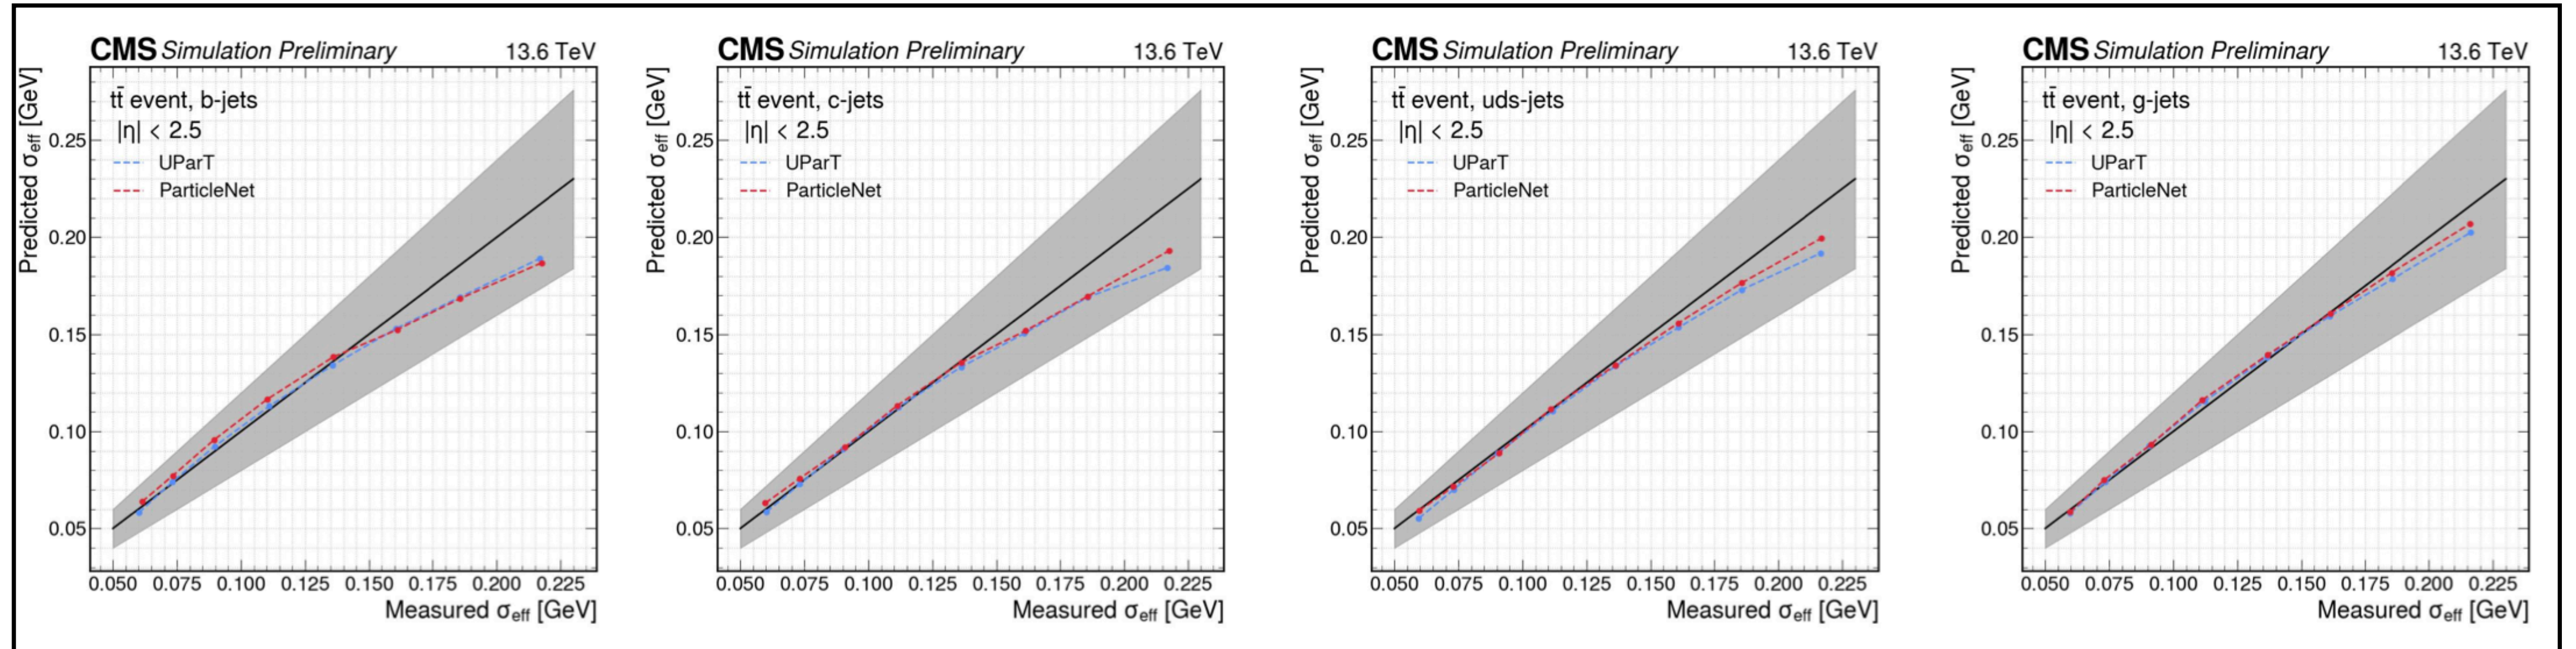 CMS Simulation Preliminary 13.6 TeV
tt̄ event, b-jets
|η| < 2.5
UParT
ParticleNet
Predicted σeff [GeV]
0.25
0.20
0.15
0.10
0.05
0.050 0.075 0.100 0.125 0.150 0.175 0.200 0.225
Measured σeff [GeV]
CMS Simulation Preliminary 13.6 TeV
tt̄ event, c-jets
|η| < 2.5
UParT
ParticleNet
Predicted σeff [GeV]
0.25
0.20
0.15
0.10
0.05
0.050 0.075 0.100 0.125 0.150 0.175 0.200 0.225
Measured σeff [GeV]
CMS Simulation Preliminary 13.6 TeV
tt̄ event, uds-jets
|η| < 2.5
UParT
ParticleNet
Predicted σeff [GeV]
0.25
0.20
0.15
0.10
0.05
0.050 0.075 0.100 0.125 0.150 0.175 0.200 0.225
Measured σeff [GeV]
CMS Simulation Preliminary 13.6 TeV
tt̄ event, g-jets
|η| < 2.5
UParT
ParticleNet
Predicted σeff [GeV]
0.25
0.20
0.15
0.10
0.05
0.050 0.075 0.100 0.125 0.150 0.175 0.200 0.225
Measured σeff [GeV]